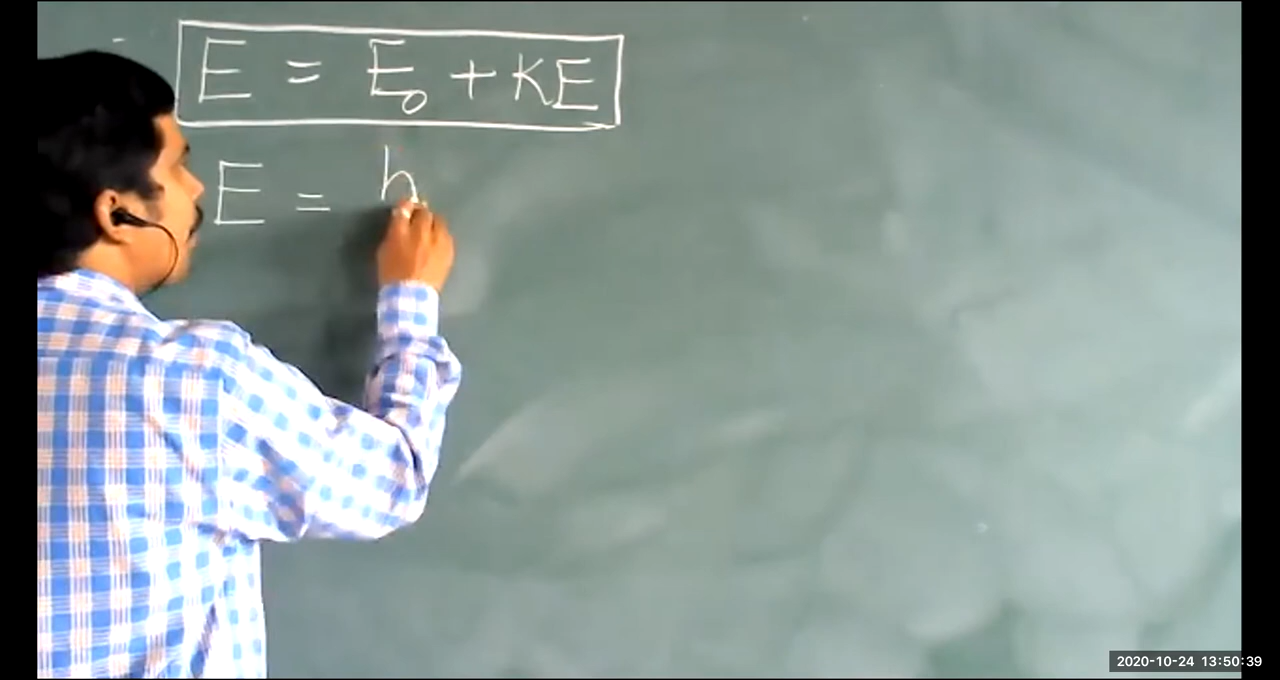 E = E₀ + KE
E = h
2020-10-24 13:50:39